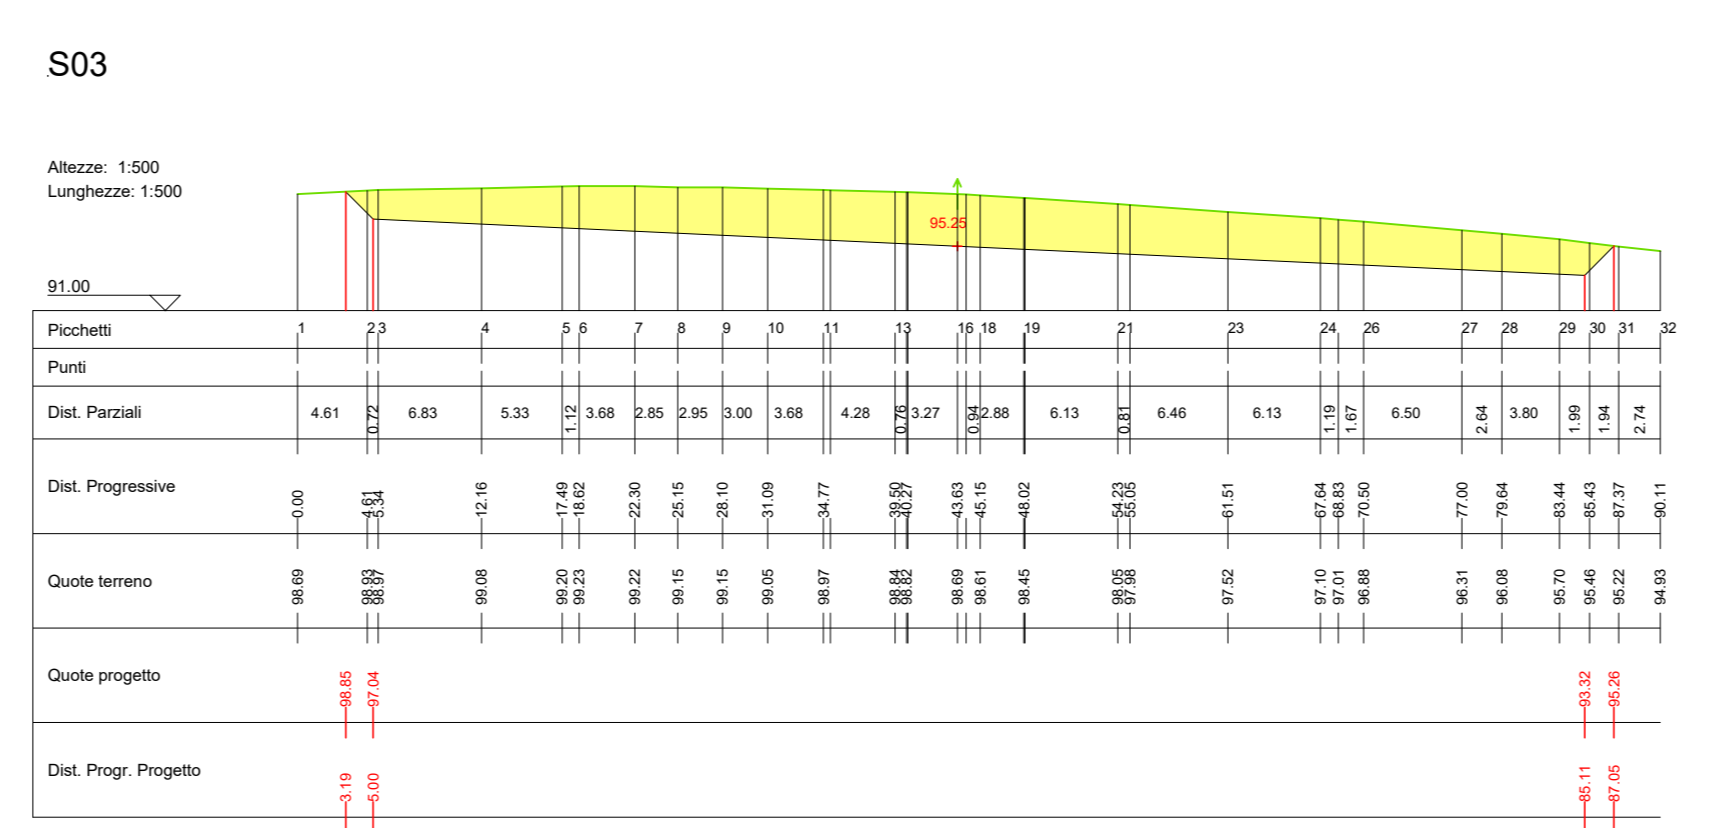 S03
Altezze: 1:500
Lunghezze: 1:500
95.25
91.00
Picchetti 1 2 3 4 5 6 7 8 9 10 11 13 16 18 19 21 23 24 26 27 28 29 30 31 32
Punti
Dist. Parziali 4.61 0.72 6.83 5.33 1.12 3.68 2.85 2.95 3.00 3.68 4.28 0.76 3.27 0.94 2.88 6.13 0.81 6.46 6.13 1.19 1.67 6.50 2.64 3.80 1.99 1.94 2.74
Dist. Progressive 0.00 4.61 5.34 12.16 17.49 18.62 22.30 25.15 28.10 31.09 34.77 39.50 40.27 43.63 45.15 48.02 54.23 55.05 61.51 67.64 68.83 70.50 77.00 79.64 83.44 85.43 87.37 90.11
Quote terreno 98.69 98.93 98.97 99.08 99.20 99.23 99.22 99.15 99.15 99.05 98.97 98.84 98.82 98.69 98.61 98.45 98.05 97.98 97.52 97.10 97.01 96.88 96.31 96.08 95.70 95.46 95.22 94.93
Quote progetto 98.85 97.04 93.32 95.26
Dist. Progr. Progetto 3.19 5.00 85.11 87.05